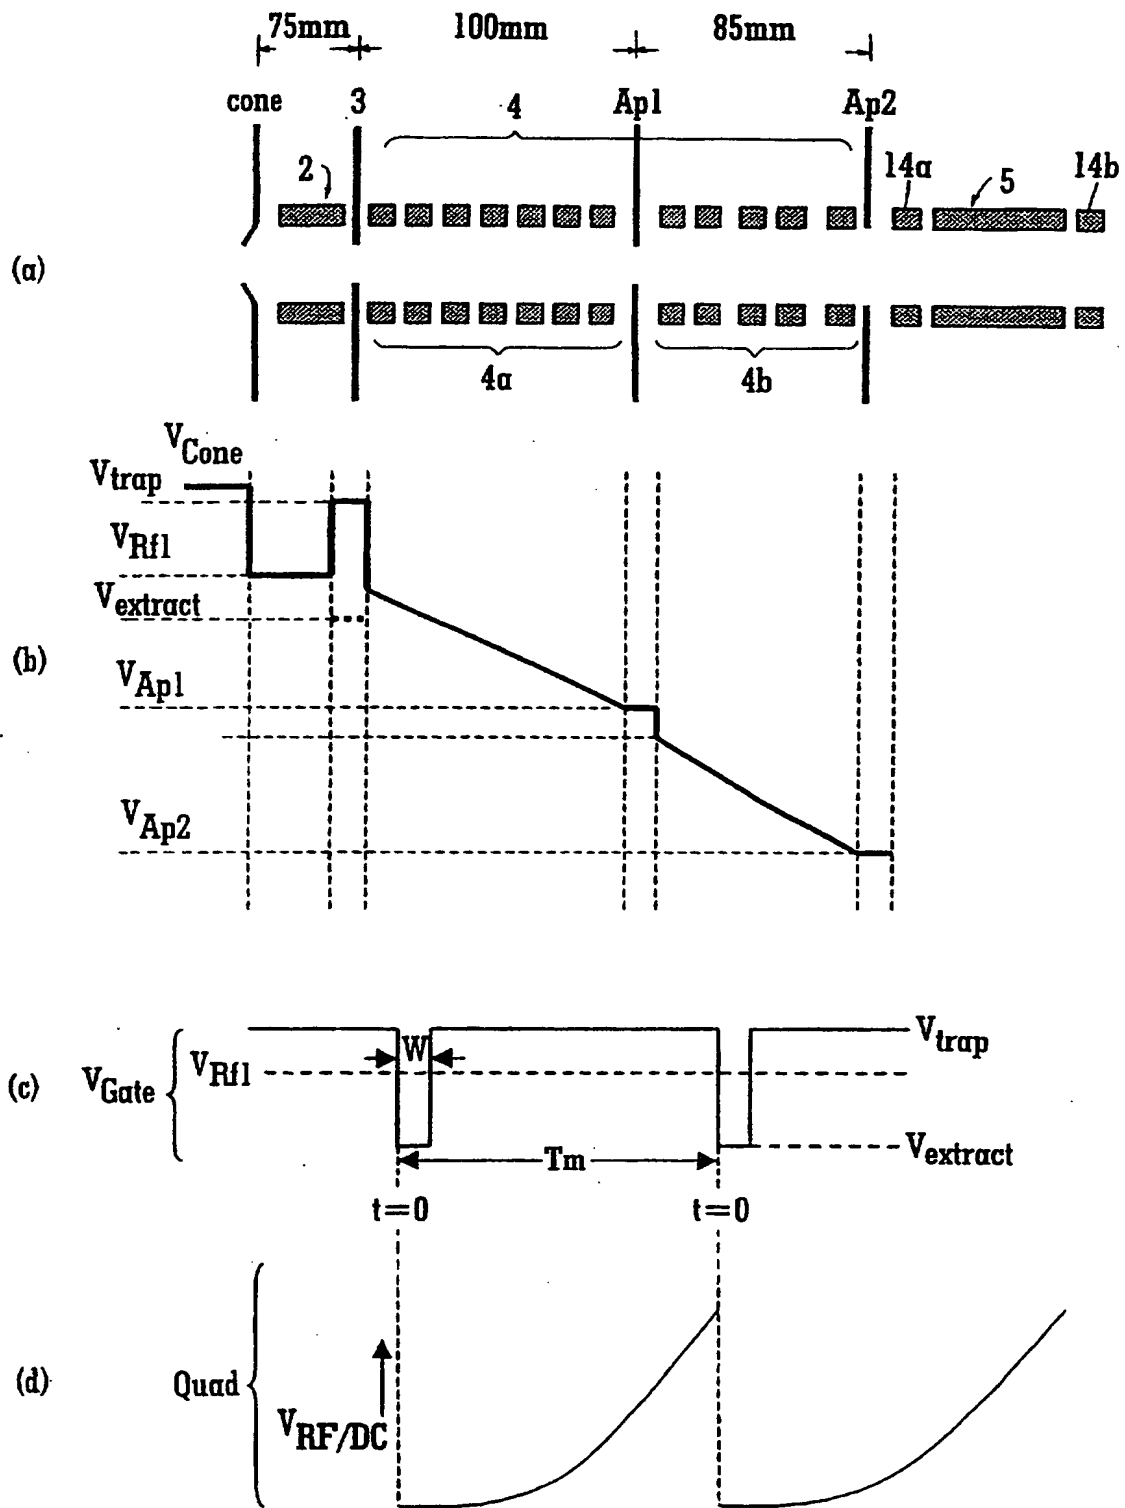 75mm 100mm 85mm
cone 3 4 Ap1 Ap2
2 14a 5 14b
(a)
4a 4b
VCone
Vtrap
VRf1
Vextract
(b)
VAp1
VAp2
W Vtrap
(c) VGate VRf1
Vextract
Tm
t=0 t=0
(d) Quad
VRF/DC